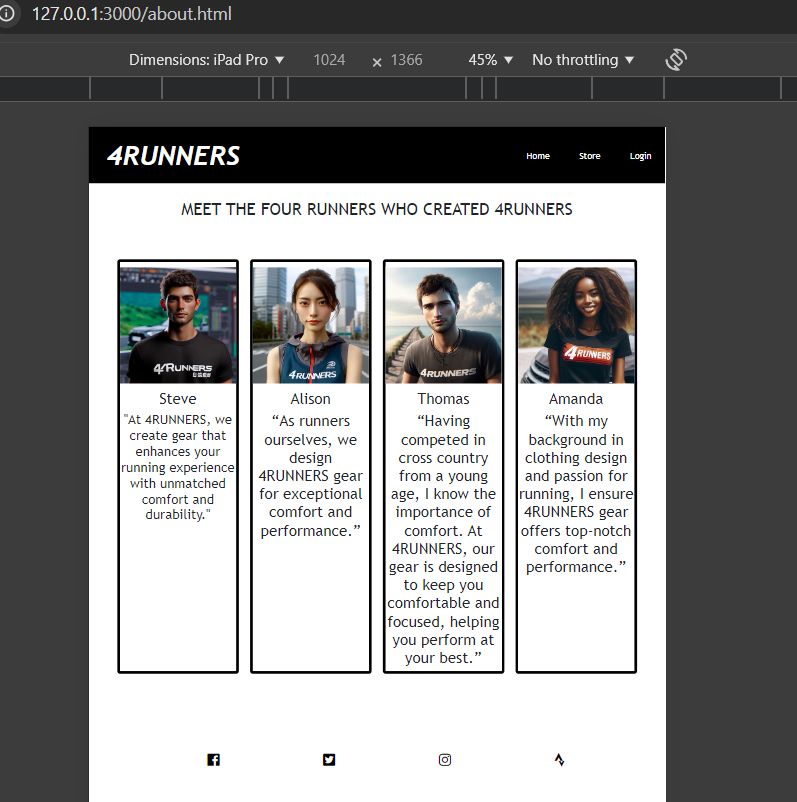 127.0.0.1:3000/about.html
Dimensions: iPad Pro 1024 × 1366 45% No throttling
4RUNNERS Home Store Login
MEET THE FOUR RUNNERS WHO CREATED 4RUNNERS
4RUNNERS
4RUNNERS
4RUNNERS
4RUNNERS
Steve
"At 4RUNNERS, we
create gear that
enhances your
running experience
with unmatched
comfort and
durability."
Alison
“As runners
ourselves, we
design
4RUNNERS gear
for exceptional
comfort and
performance.”
Thomas
“Having
competed in
cross country
from a young
age, I know the
importance of
comfort. At
4RUNNERS, our
gear is designed
to keep you
comfortable and
focused, helping
you perform at
your best.”
Amanda
“With my
background in
clothing design
and passion for
running, I ensure
4RUNNERS gear
offers top-notch
comfort and
performance.”